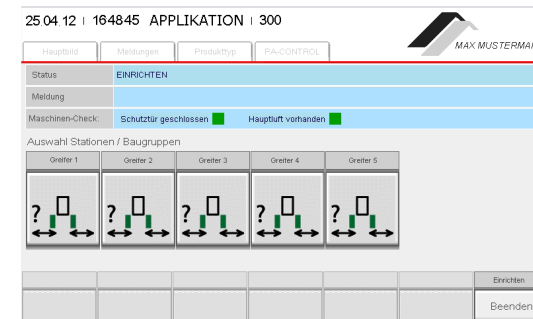 25 04 12 | 164845 APPLIKATION | 300
MAX MUSTERMA
Hauptbild Meldungen Produkttyp PA-CONTROL
Status EINRICHTEN
Meldung
Maschinen-Check: Schutztür geschlossen Hauptluft vorhanden
Auswahl Stationen / Baugruppen
Greifer 1 Greifer 2 Greifer 3 Greifer 4 Greifer 5
? ? ? ? ?
Einrichten
Beenden